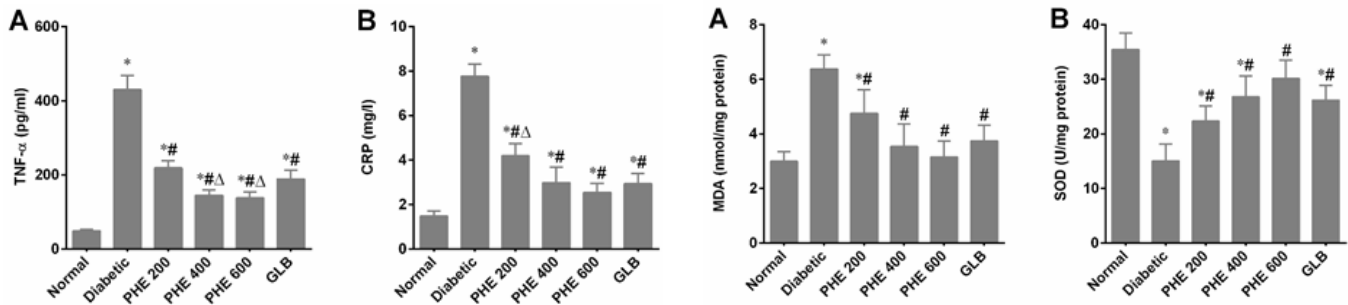 A
TNF-α (pg/ml)
600
400
200
0
*
*#
*#Δ
*#Δ
*#
Normal
Diabetic
PHE 200
PHE 400
PHE 600
GLB
B
CRP (mg/l)
10
8
6
4
2
0
*
*#Δ
*#
*#
*#
Normal
Diabetic
PHE 200
PHE 400
PHE 600
GLB
A
MDA (nmol/mg protein)
8
6
4
2
0
*
*#
#
#
#
Normal
Diabetic
PHE 200
PHE 400
PHE 600
GLB
B
SOD (U/mg protein)
40
30
20
10
0
*
*#
*#
#
*#
Normal
Diabetic
PHE 200
PHE 400
PHE 600
GLB